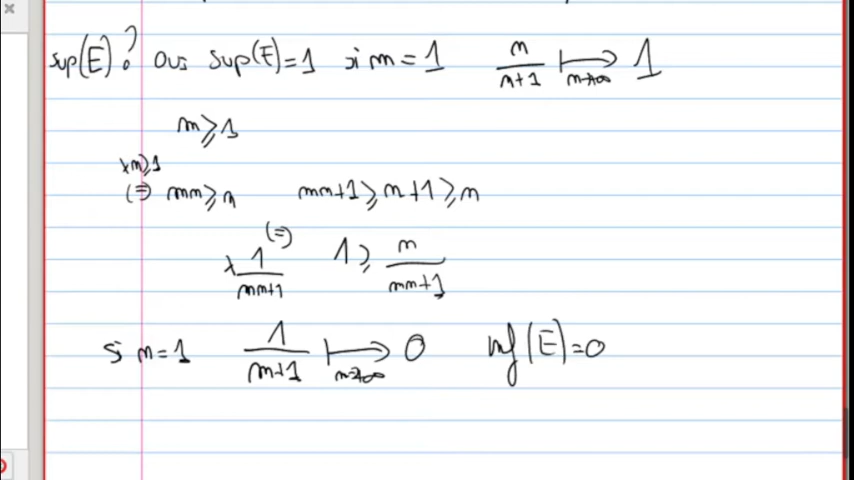 sup(E)? Oui sup(E)=1 si m=1 n/(n+1) ⟼ 1
n→+∞
m⩾1
×n⩾1
(=) mn⩾n mn+1⩾n+1⩾n
(=)
× 1/(mn+1) 1⩾ n/(mn+1)
Si n=1 1/(m+1) ⟼ 0 inf(E)=0
m→+∞